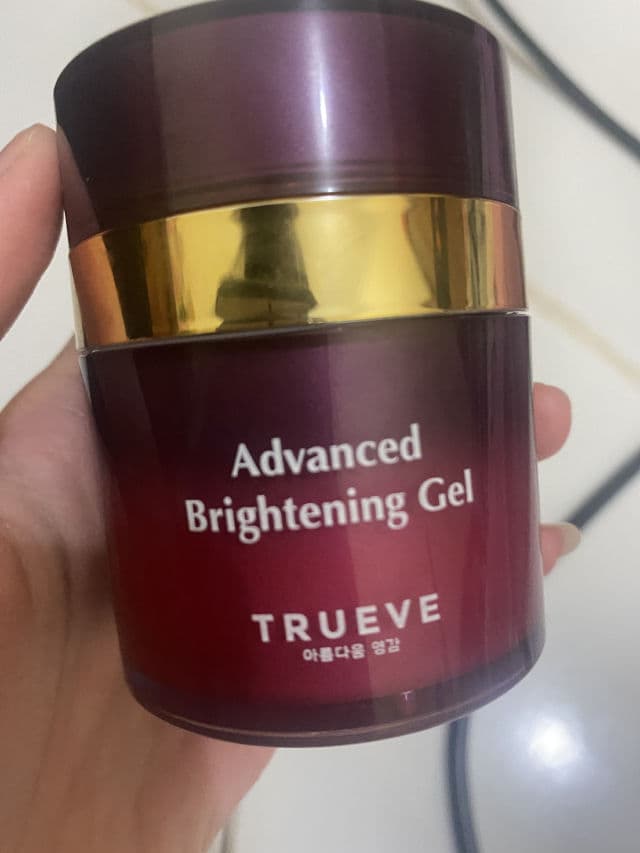 Advanced
Brightening Gel
TRUEVE
아름다움 영감